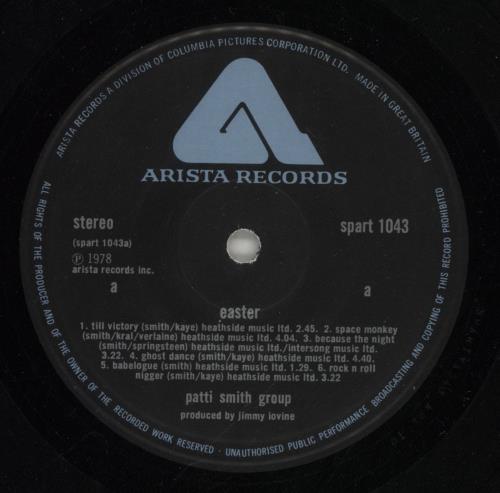 ARISTA RECORDS A DIVISION OF COLUMBIA PICTURES CORPORATION LTD. MADE IN GREAT BRITAIN
ARISTA RECORDS
stereo
spart 1043
(spart 1043a)
℗ 1978
arista records inc.
a
a
easter
1. till victory (smith/kaye) heathside music ltd. 2.45. 2. space monkey
(smith/kral/verlaine) heathside music ltd. 4.04. 3. because the night
(smith/springsteen) heathside music ltd./intersong music ltd.
3.22. 4. ghost dance (smith/kaye) heathside music ltd. 4.40.
5. babelogue (smith) heathside music ltd. 1.29. 6. rock n roll
nigger (smith/kaye) heathside music ltd. 3.22
patti smith group
produced by jimmy iovine
ALL RIGHTS OF THE PRODUCER AND OF THE OWNER OF THE RECORDED WORK RESERVED — UNAUTHORISED PUBLIC PERFORMANCE BROADCASTING AND COPYING OF THIS RECORD PROHIBITED